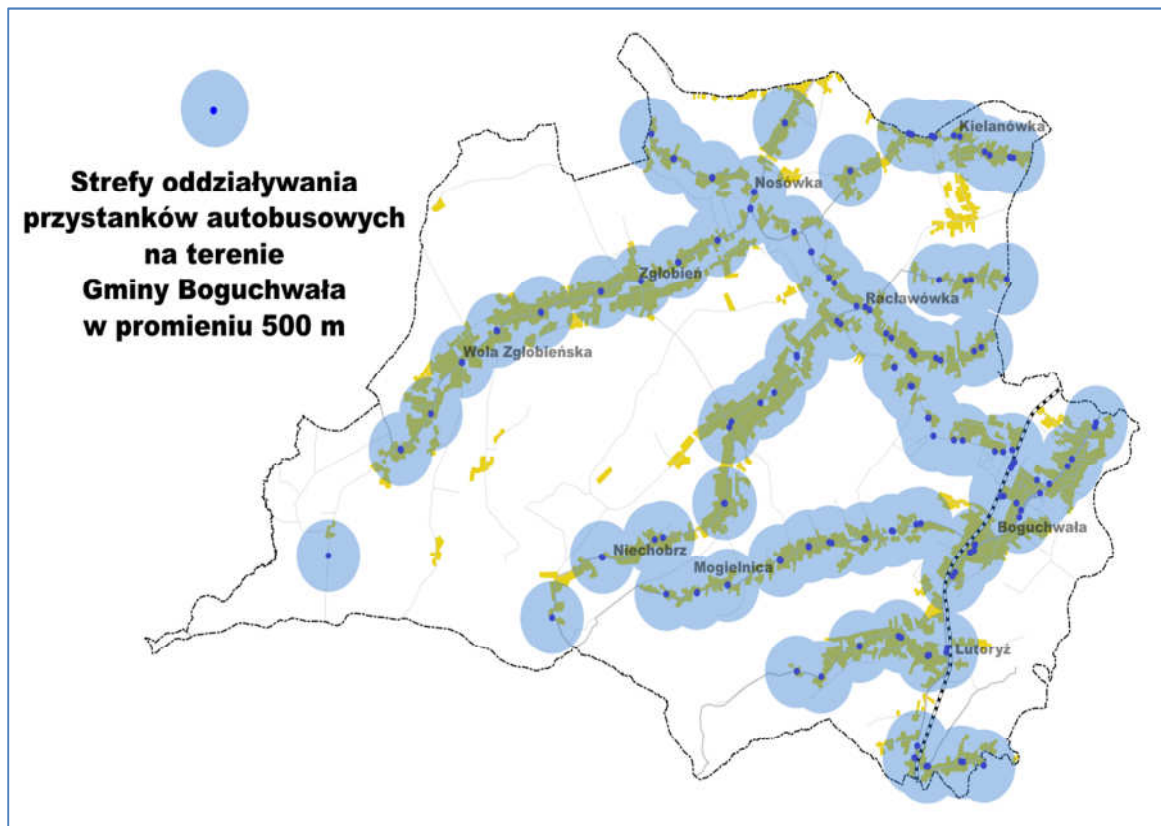 Strefy oddziaływania
przystanków autobusowych
na terenie
Gminy Boguchwała
w promieniu 500 m
Kielanówka
Nosówka
Zgłobień
Racławówka
Wola Zgłobieńska
Boguchwała
Niechobrz
Mogielnica
Lutoryż